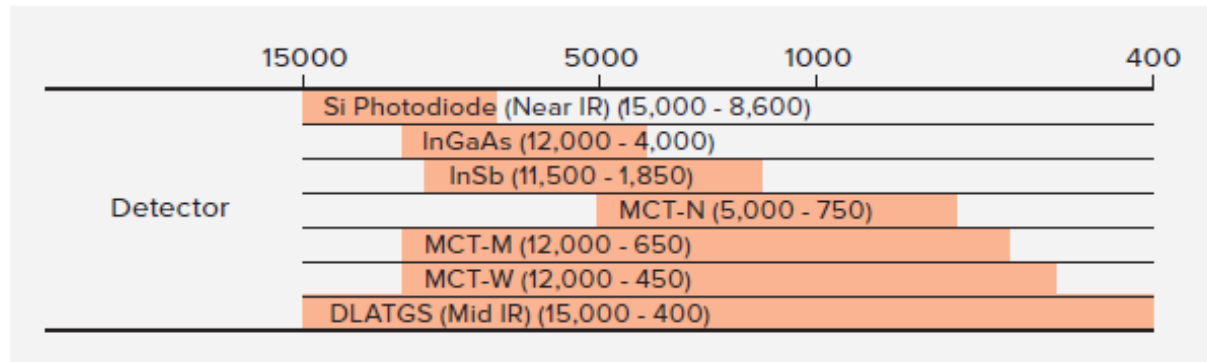 15000 5000 1000 400
Si Photodiode (Near IR) (15,000 - 8,600)
InGaAs (12,000 - 4,000)
InSb (11,500 - 1,850)
Detector MCT-N (5,000 - 750)
MCT-M (12,000 - 650)
MCT-W (12,000 - 450)
DLATGS (Mid IR) (15,000 - 400)